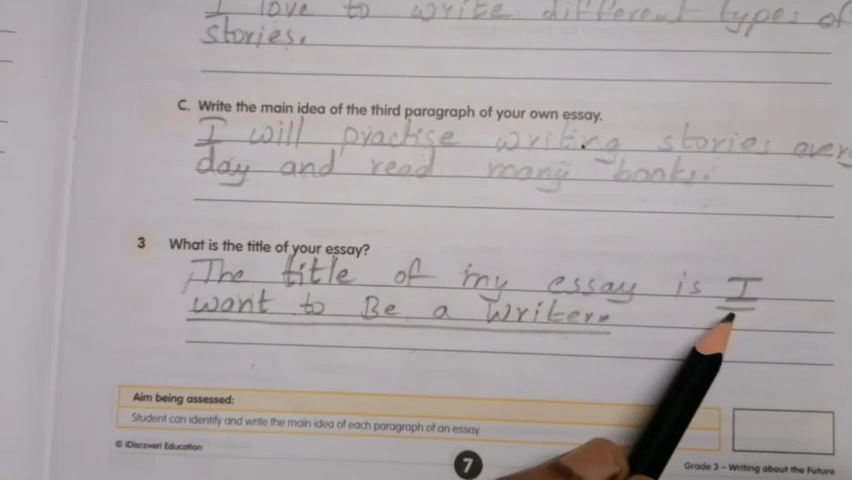 I love to write different types of
stories.
C. Write the main idea of the third paragraph of your own essay.
I will practise writing stories every
day and read many books.
3 What is the title of your essay?
The title of my essay is I
want to Be a Writer.
Aim being assessed:
Student can identify and write the main idea of each paragraph of an essay
© iDiscoveri Education
7
Grade 3 – Writing about the Future